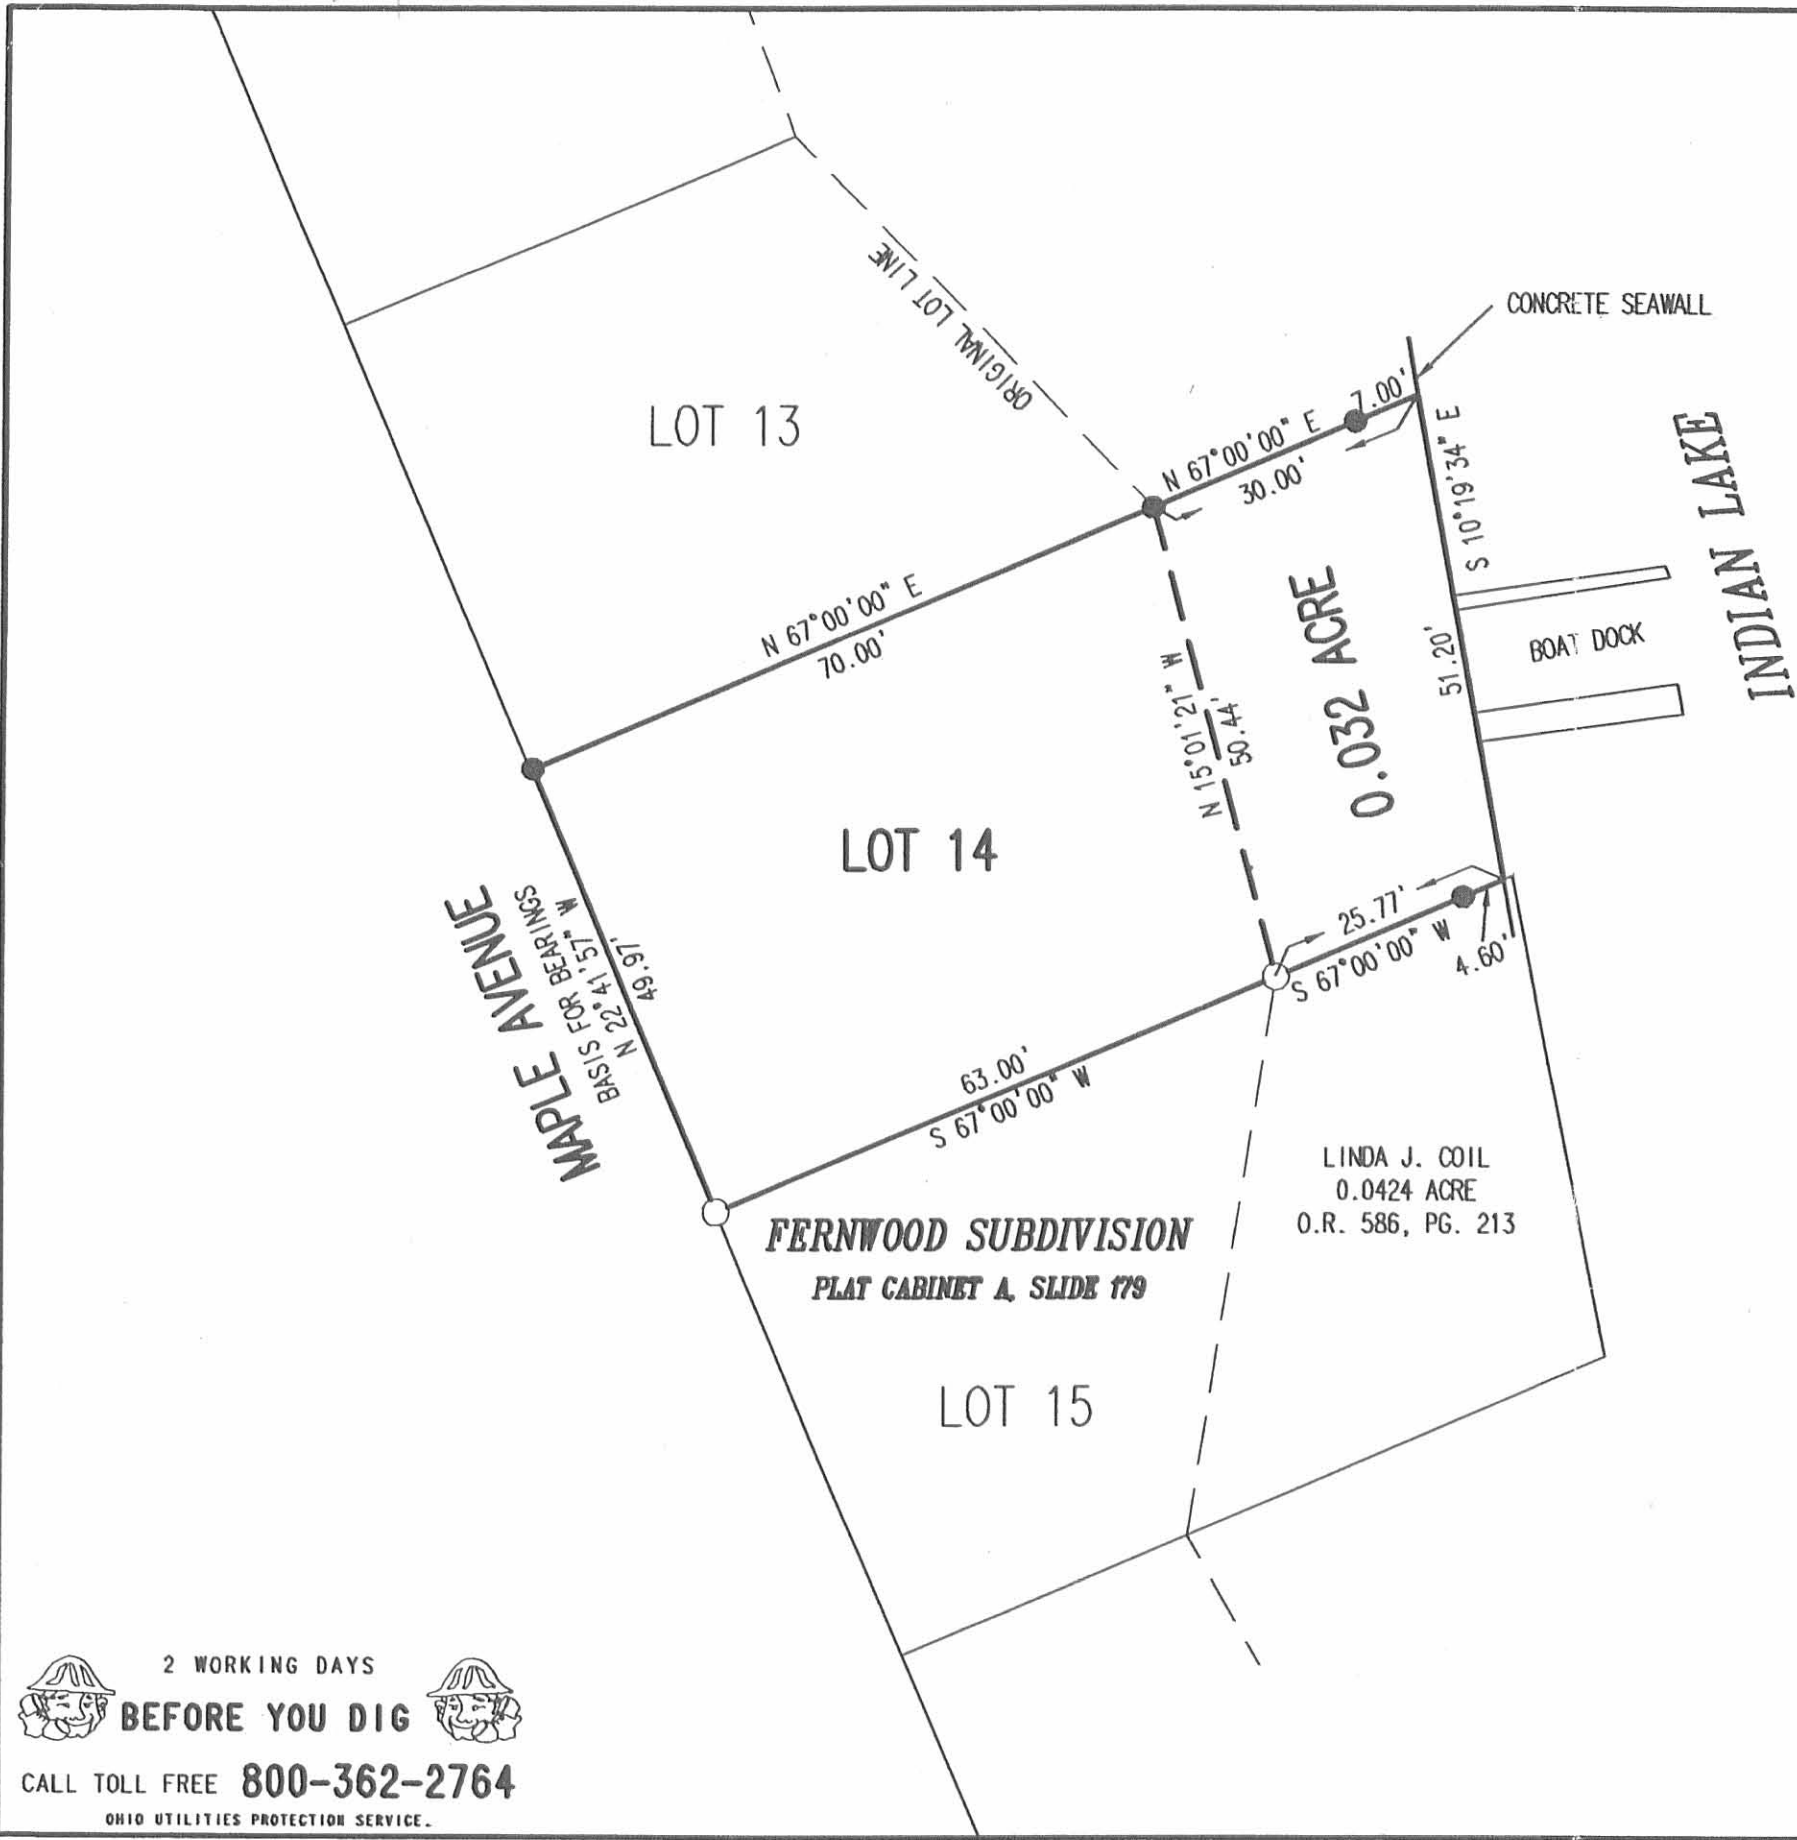 ORIGINAL LOT LINE
CONCRETE SEAWALL
LOT 13
7.00'
N 67°00'00" E
30.00'
S 10°19'34" E
51.20'
INDIAN LAKE
BOAT DOCK
N 67°00'00" E
70.00'
N 15°01'21" W
50.44'
0.032 ACRE
LOT 14
MAPLE AVENUE
BASIS FOR BEARINGS
N 22°41'57" W
49.97'
25.77'
S 67°00'00" W
4.60'
63.00'
S 67°00'00" W
LINDA J. COIL
0.0424 ACRE
O.R. 586, PG. 213
FERNWOOD SUBDIVISION
PLAT CABINET A, SLIDE 179
LOT 15
2 WORKING DAYS
BEFORE YOU DIG
CALL TOLL FREE 800-362-2764
OHIO UTILITIES PROTECTION SERVICE.